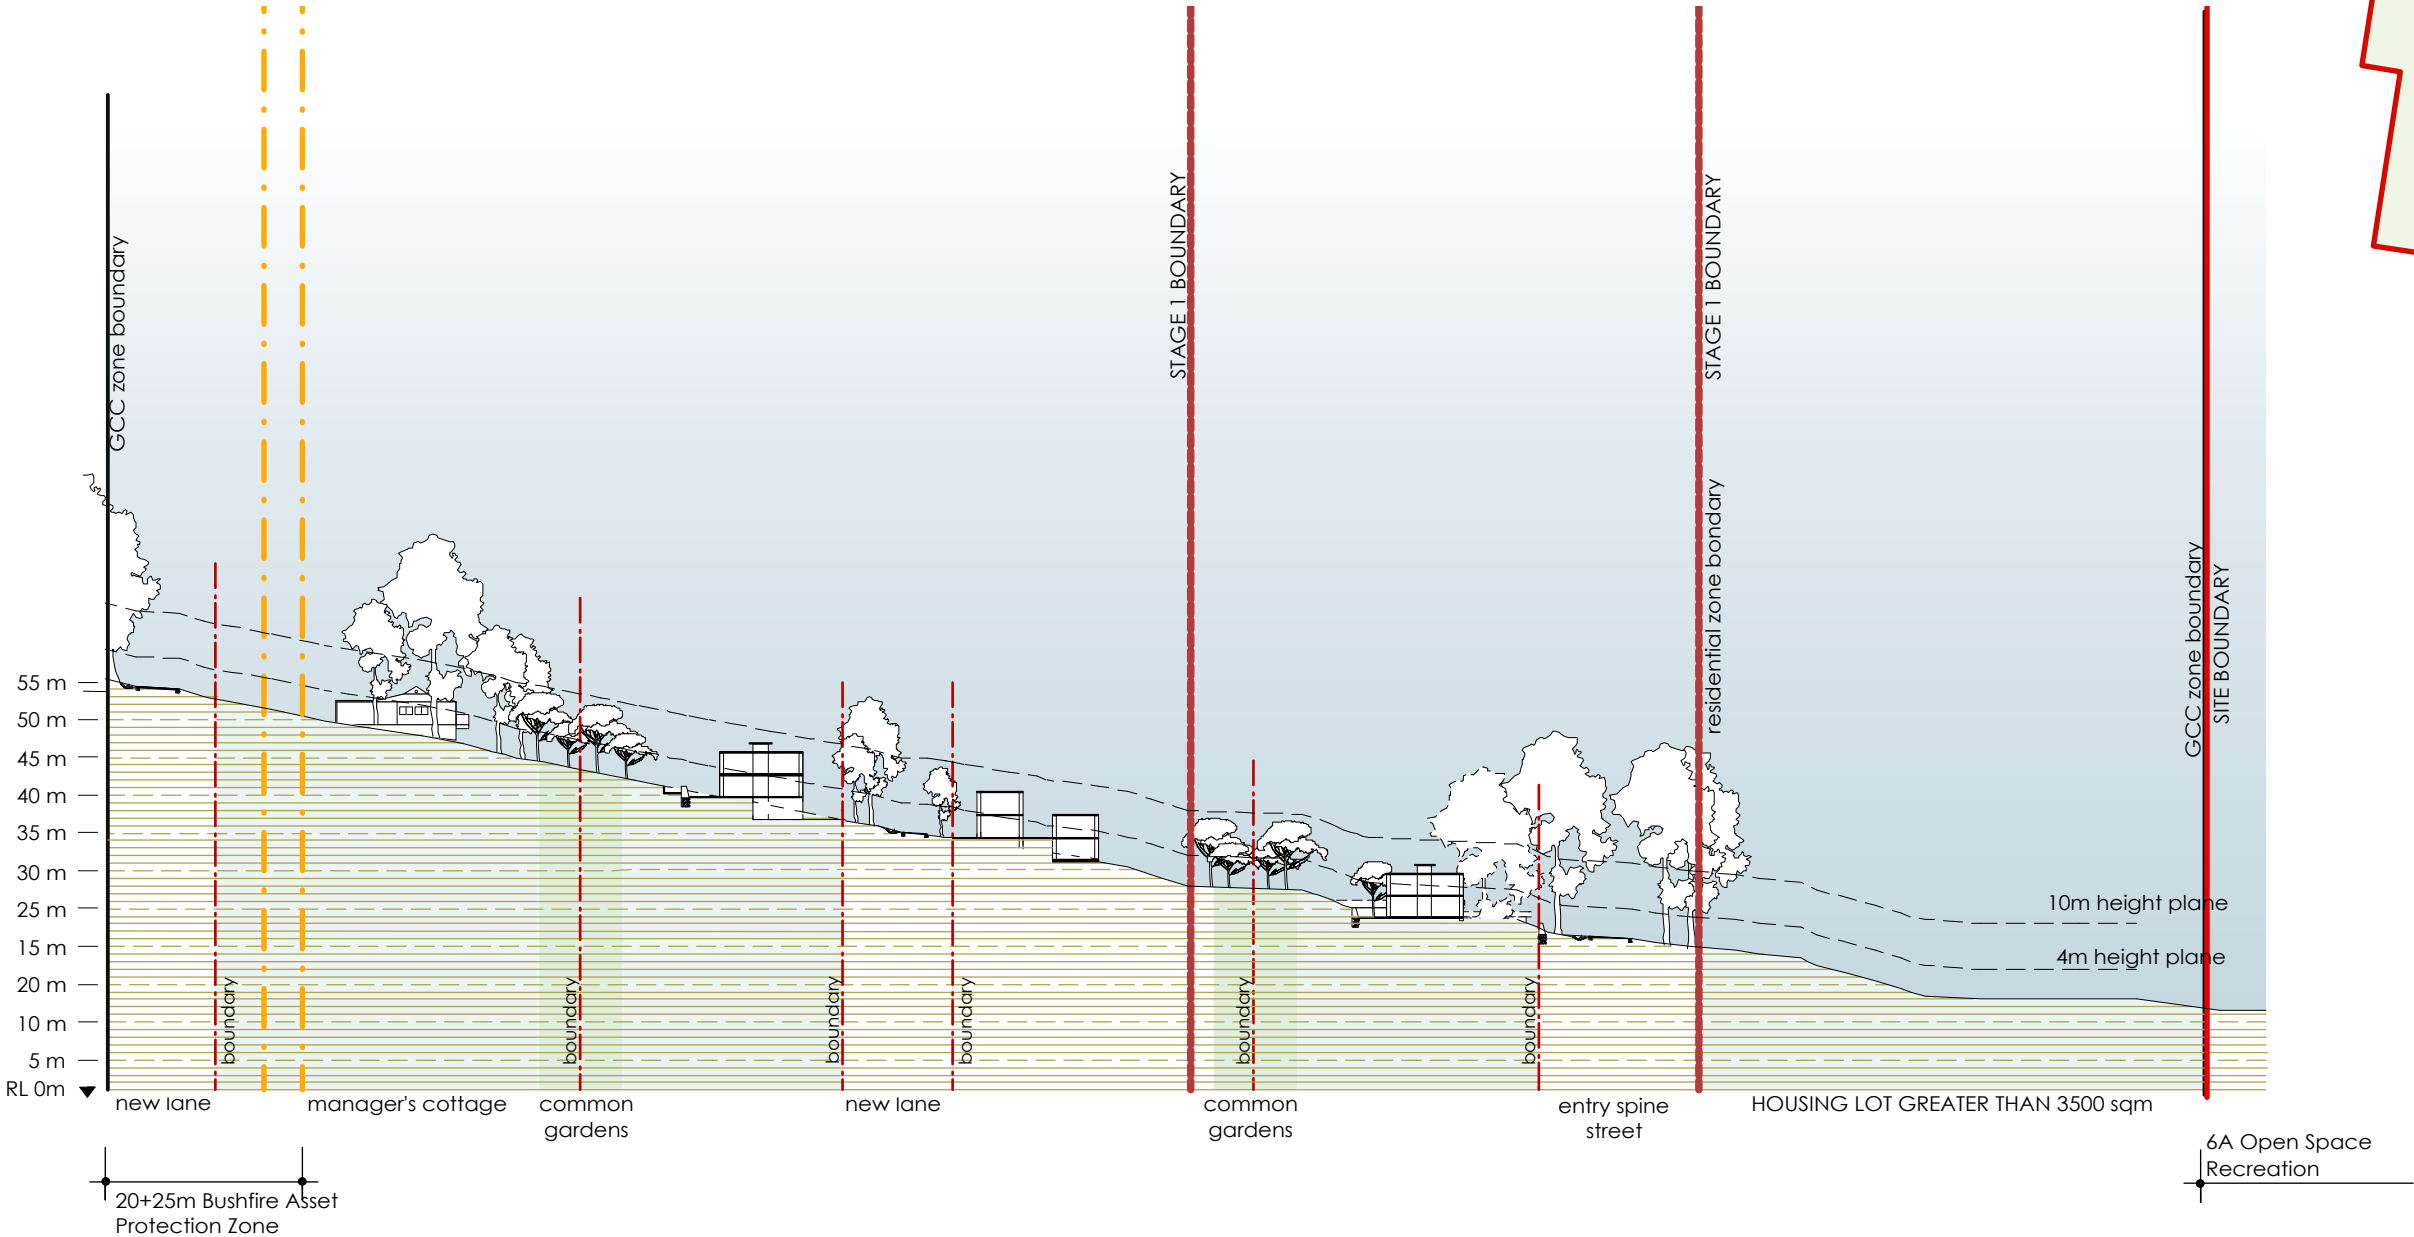 GCC zone boundary
STAGE 1 BOUNDARY
STAGE 1 BOUNDARY
residential zone bondary
GCC zone boundary
SITE BOUNDARY
55 m
50 m
45 m
40 m
35 m
30 m
25 m
15 m
20 m
10 m
5 m
RL 0m
10m height plane
4m height plane
boundary
boundary
boundary
boundary
boundary
boundary
new lane
manager's cottage
common
gardens
new lane
common
gardens
entry spine
street
HOUSING LOT GREATER THAN 3500 sqm
20+25m Bushfire Asset
Protection Zone
6A Open Space
Recreation